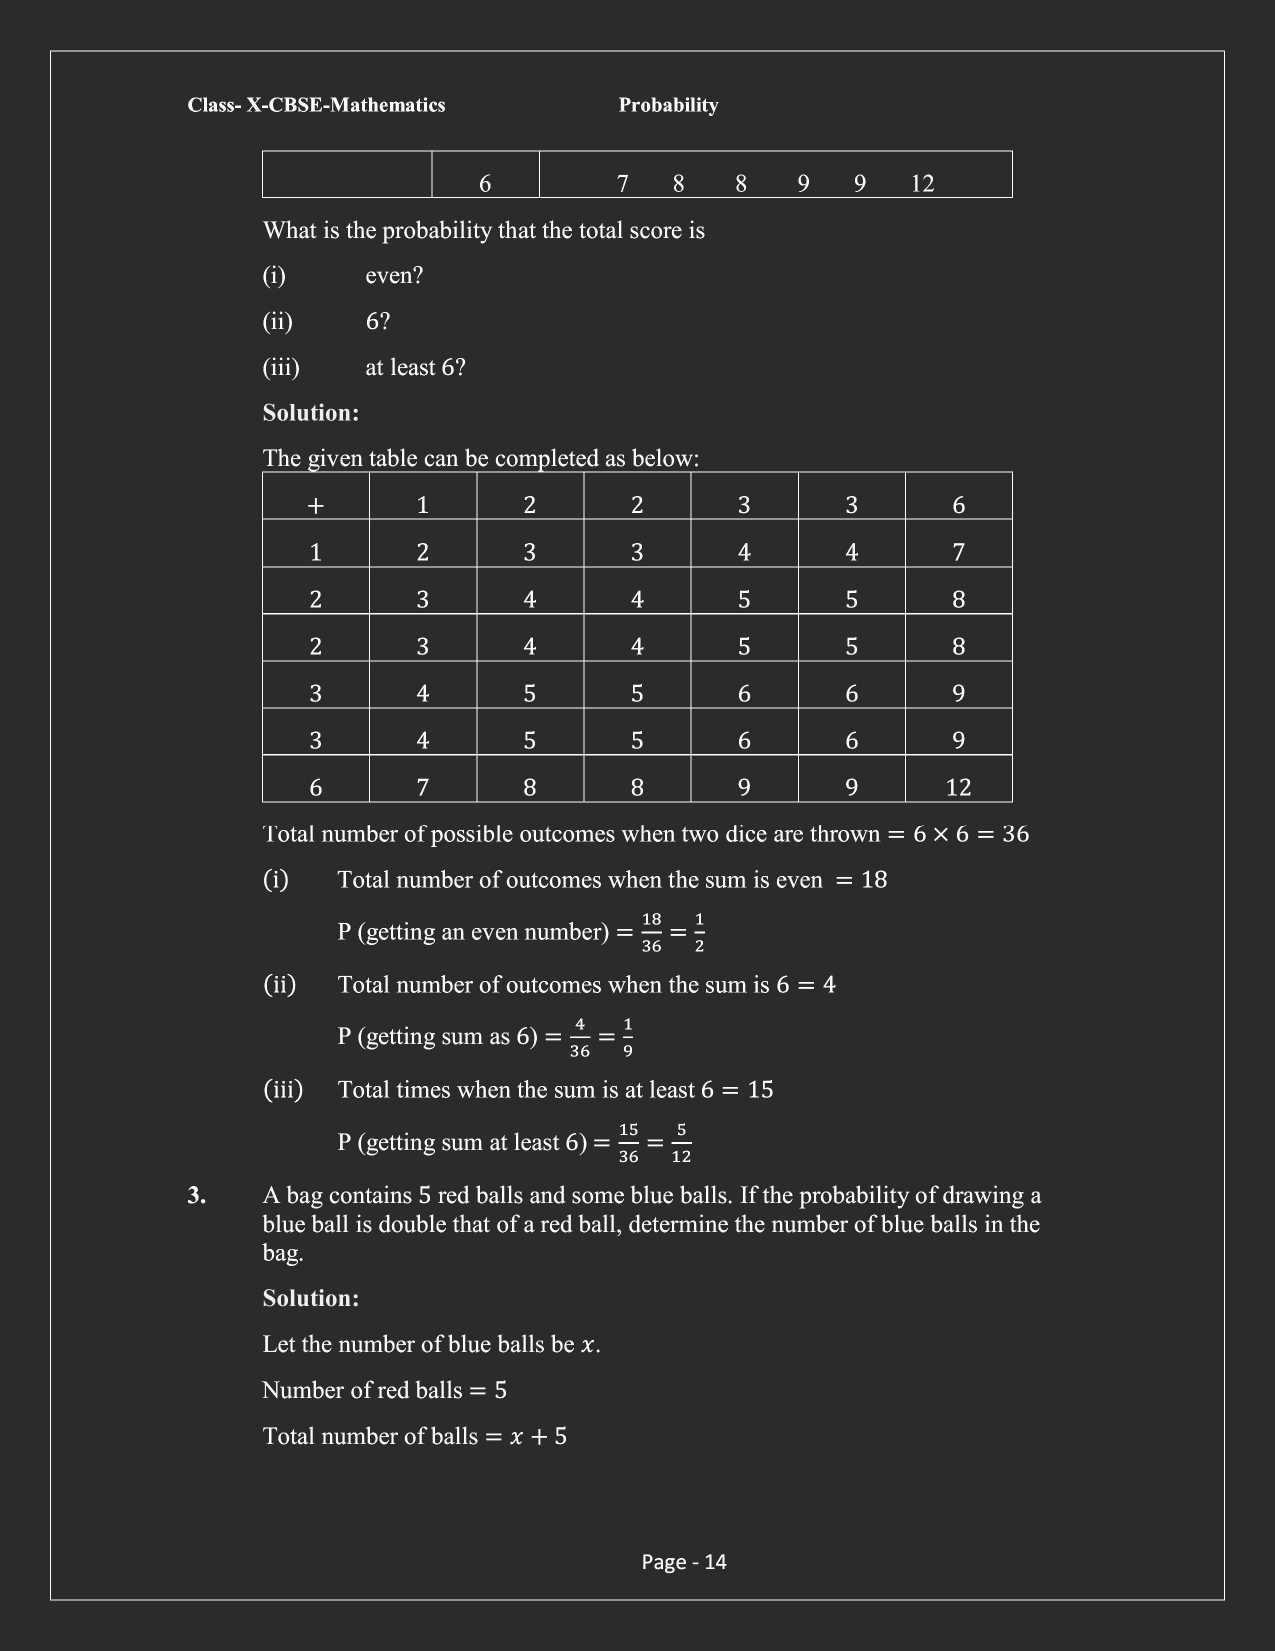 Class- X-CBSE-Mathematics Probability
6 7 8 8 9 9 12
What is the probability that the total score is
(i) even?
(ii) 6?
(iii) at least 6?
Solution:
The given table can be completed as below:
+ 1 2 2 3 3 6
1 2 3 3 4 4 7
2 3 4 4 5 5 8
2 3 4 4 5 5 8
3 4 5 5 6 6 9
3 4 5 5 6 6 9
6 7 8 8 9 9 12
Total number of possible outcomes when two dice are thrown = 6 × 6 = 36
(i) Total number of outcomes when the sum is even = 18
P (getting an even number) = 18/36 = 1/2
(ii) Total number of outcomes when the sum is 6 = 4
P (getting sum as 6) = 4/36 = 1/9
(iii) Total times when the sum is at least 6 = 15
P (getting sum at least 6) = 15/36 = 5/12
3. A bag contains 5 red balls and some blue balls. If the probability of drawing a
blue ball is double that of a red ball, determine the number of blue balls in the
bag.
Solution:
Let the number of blue balls be x.
Number of red balls = 5
Total number of balls = x + 5
Page - 14